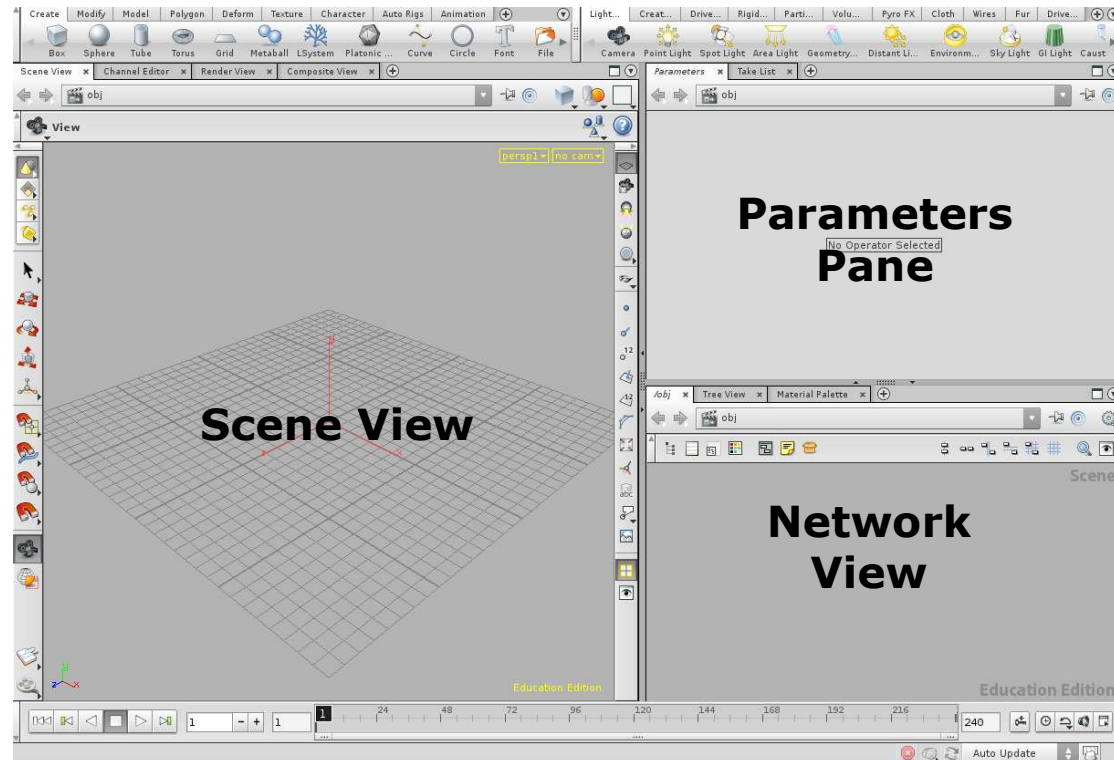 Create Modify Model Polygon Deform Texture Character Auto Rigs Animation
Light... Creat... Drive... Rigid... Parti... Volu... Pyro FX Cloth Wires Fur Drive...
Box Sphere Tube Torus Grid Metaball LSystem Platonic ... Curve Circle Font File
Camera Point Light Spot Light Area Light Geometry... Distant Li... Environm... Sky Light GI Light Caust
Scene View Channel Editor Render View Composite View
Parameters Take List
obj
obj
View
persp1 no cam
Parameters
No Operator Selected
Pane
/obj Tree View Material Palette
obj
Scene View
Scene
Network
View
Education Edition
Education Edition
1 - + 1
1 24 48 72 96 120 144 168 192 216
240
Auto Update
12
12
abc
y
z x